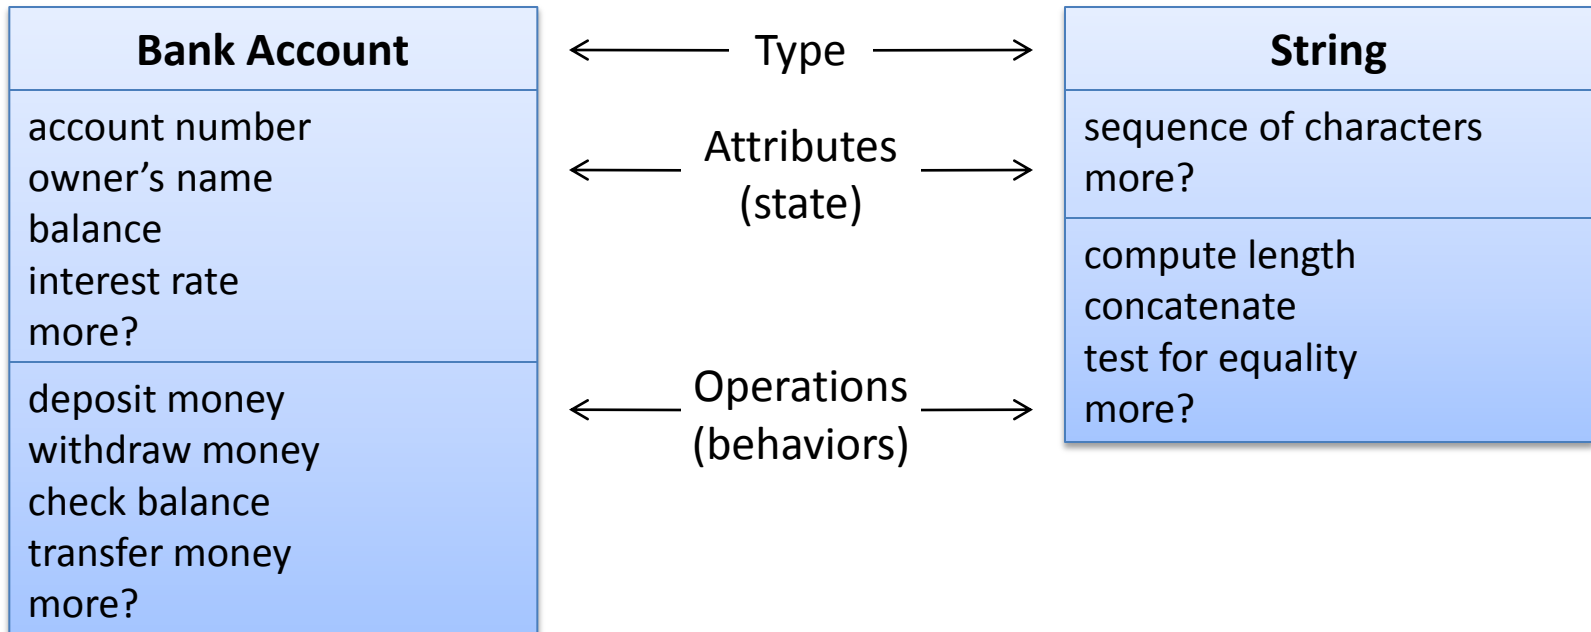 Bank Account
account number
owner’s name
balance
interest rate
more?
deposit money
withdraw money
check balance
transfer money
more?
Type
Attributes
(state)
Operations
(behaviors)
String
sequence of characters
more?
compute length
concatenate
test for equality
more?